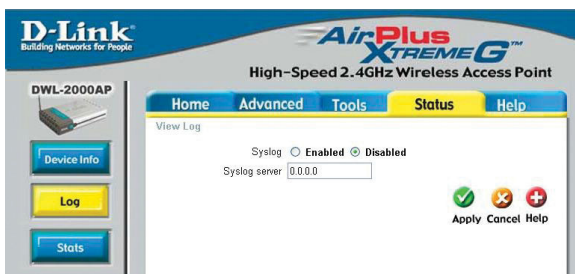 D-Link
Building Networks for People
AirPlus
XTREME G™
High-Speed 2.4GHz Wireless Access Point
DWL-2000AP
Home Advanced Tools Status Help
View Log
Device Info
Syslog Enabled Disabled
Syslog server 0.0.0.0
Log
Apply Cancel Help
Stats